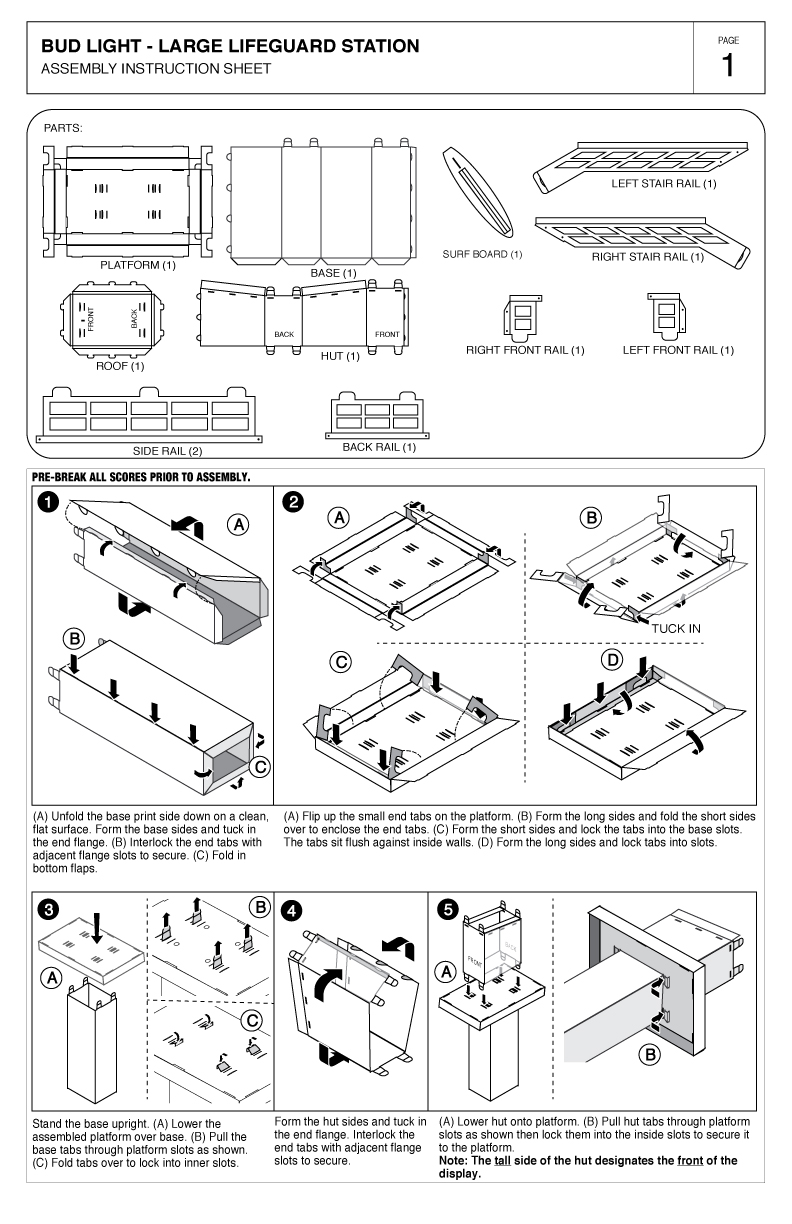 BUD LIGHT - LARGE LIFEGUARD STATION
ASSEMBLY INSTRUCTION SHEET
PAGE
1
PARTS:
PLATFORM (1)
BASE (1)
SURF BOARD (1)
LEFT STAIR RAIL (1)
RIGHT STAIR RAIL (1)
FRONT
BACK
ROOF (1)
BACK
FRONT
HUT (1)
RIGHT FRONT RAIL (1)
LEFT FRONT RAIL (1)
SIDE RAIL (2)
BACK RAIL (1)
PRE-BREAK ALL SCORES PRIOR TO ASSEMBLY.
1
A
B
C
2
A
B
TUCK IN
C
D
(A) Unfold the base print side down on a clean,
flat surface. Form the base sides and tuck in
the end flange. (B) Interlock the end tabs with
adjacent flange slots to secure. (C) Fold in
bottom flaps.
(A) Flip up the small end tabs on the platform. (B) Form the long sides and fold the short sides
over to enclose the end tabs. (C) Form the short sides and lock the tabs into the base slots.
The tabs sit flush against inside walls. (D) Form the long sides and lock tabs into slots.
3
A
B
C
4
5
A
FRONT
BACK
B
Stand the base upright. (A) Lower the
assembled platform over base. (B) Pull the
base tabs through platform slots as shown.
(C) Fold tabs over to lock into inner slots.
Form the hut sides and tuck in
the end flange. Interlock the
end tabs with adjacent flange
slots to secure.
(A) Lower hut onto platform. (B) Pull hut tabs through platform
slots as shown then lock them into the inside slots to secure it
to the platform.
Note: The tall side of the hut designates the front of the
display.